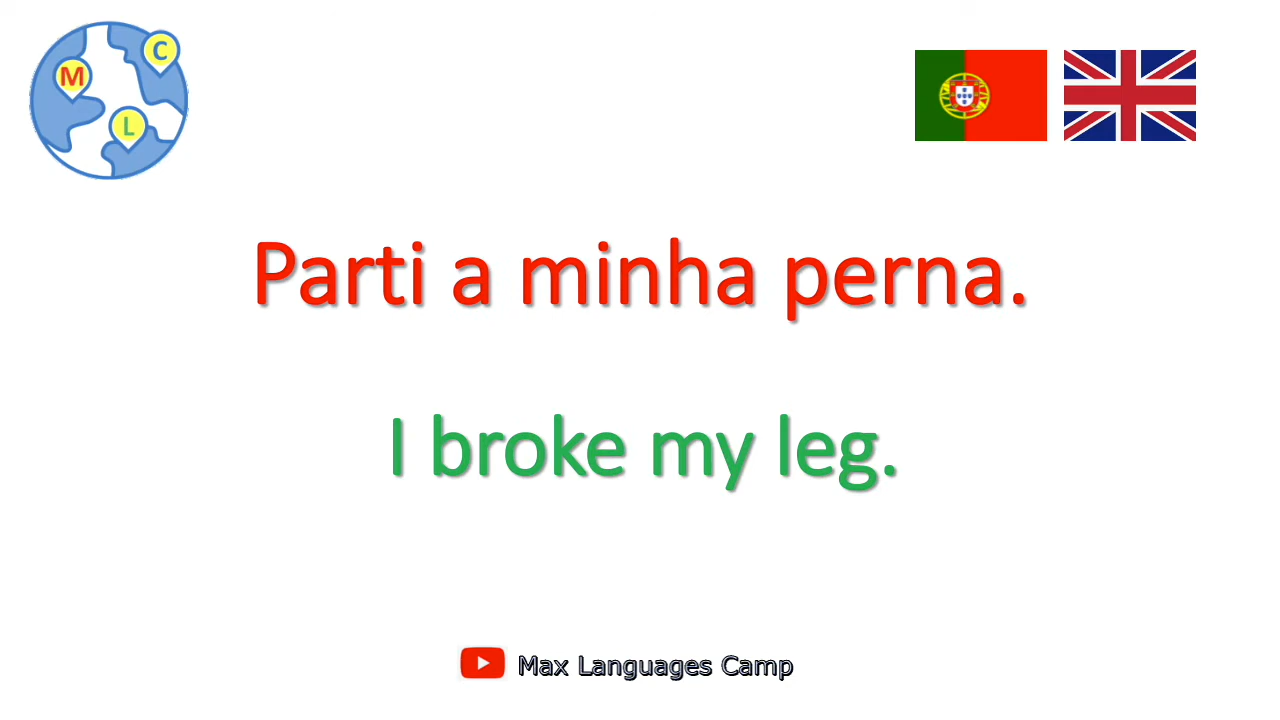 M
C
L
Parti a minha perna.
I broke my leg.
Max Languages Camp